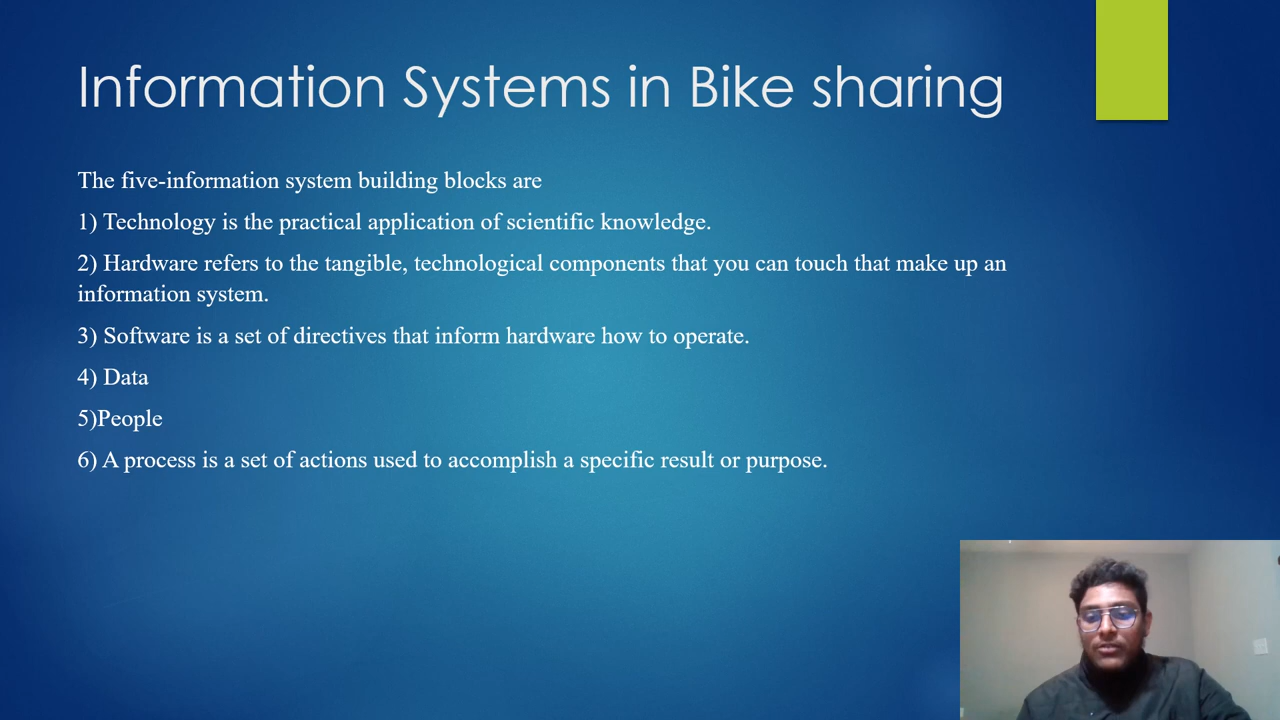 Information Systems in Bike sharing
The five-information system building blocks are
1) Technology is the practical application of scientific knowledge.
2) Hardware refers to the tangible, technological components that you can touch that make up an
information system.
3) Software is a set of directives that inform hardware how to operate.
4) Data
5)People
6) A process is a set of actions used to accomplish a specific result or purpose.